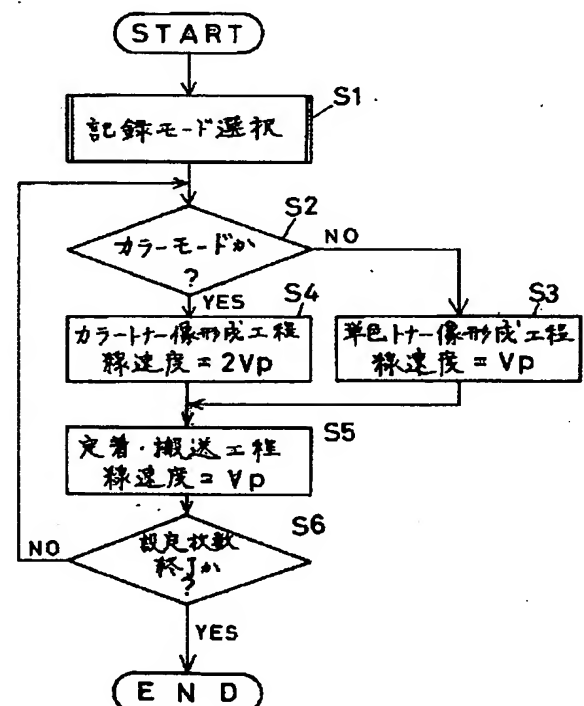 START
S1
記録モード選択
S2
カラーモードか
?
NO
YES
S4
カラートナー像形成工程
線速度=2Vp
S3
単色トナー像形成工程
線速度=Vp
S5
定着・搬送工程
線速度=Vp
S6
設定枚数
終了か
?
NO
YES
END